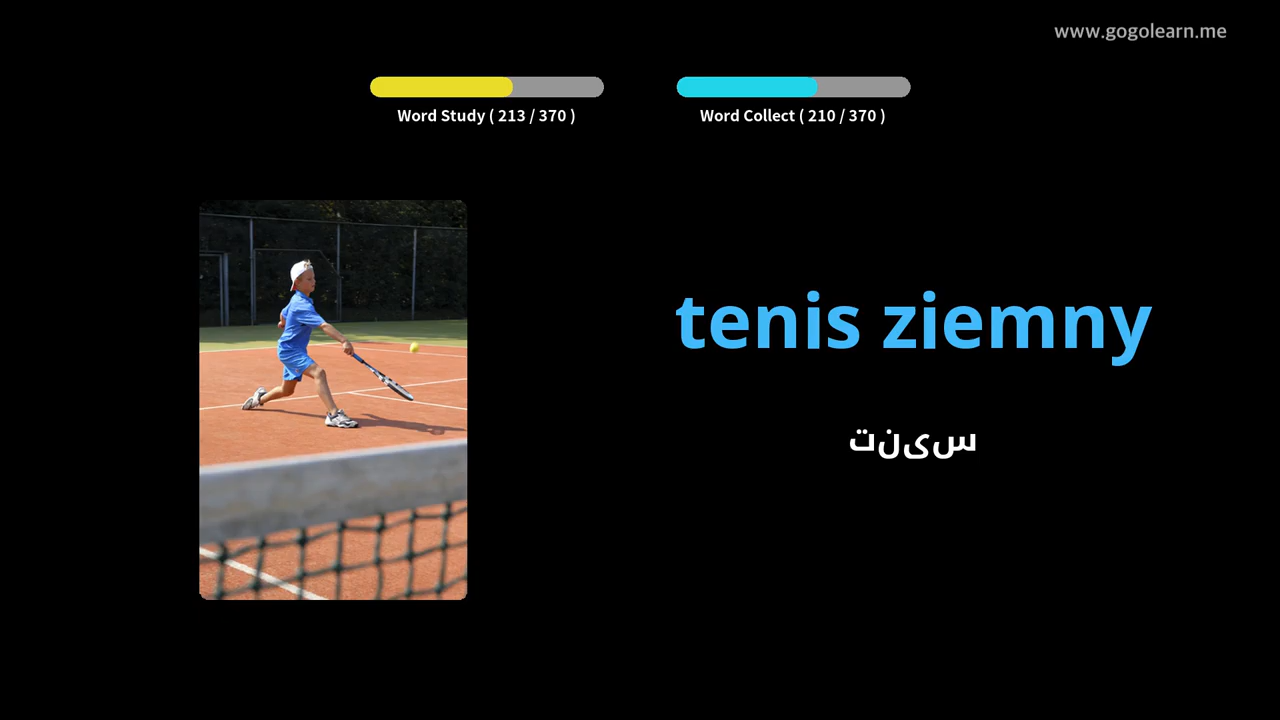 www.gogolearn.me
Word Study ( 213 / 370 )
Word Collect ( 210 / 370 )
tenis ziemny
تنیس